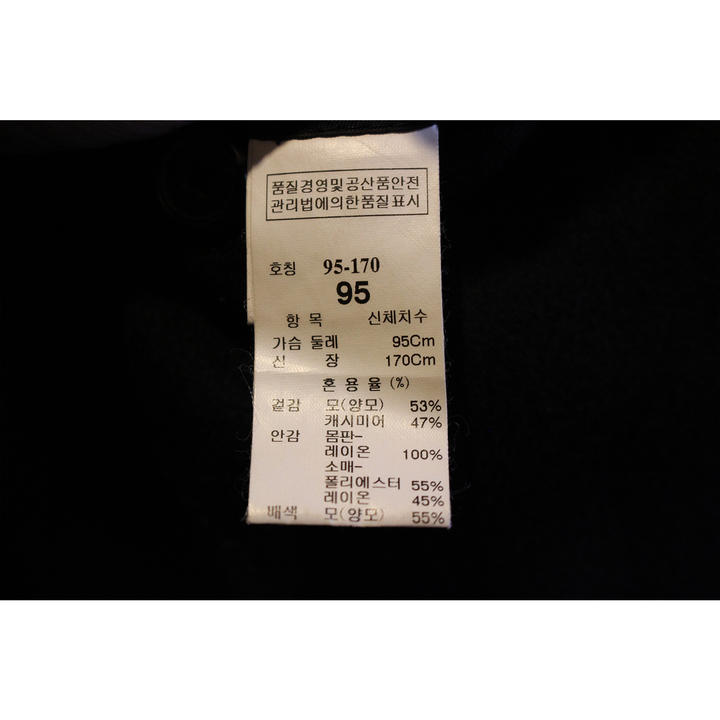 품질경영및공산품안전
관리법에의한품질표시
호칭 95-170
95
항 목 신체치수
가슴 둘레 95Cm
신 장 170Cm
혼 용 율 (%)
겉감 모(양모) 53%
캐시미어 47%
안감 몸판-
레이온 100%
소매-
폴리에스터 55%
레이온 45%
배색 모(양모) 55%